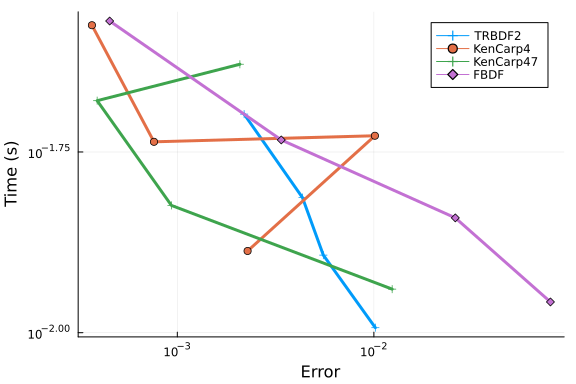 TRBDF2
KenCarp4
KenCarp47
FBDF
Time (s)
10^−1.75
10^−2.00
10^−3
10^−2
Error